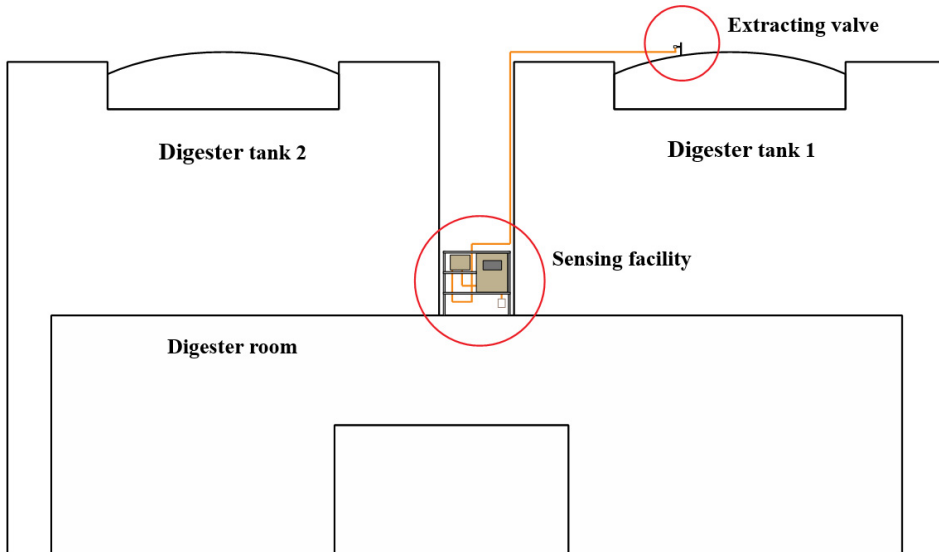 Extracting valve
Digester tank 2
Digester tank 1
Sensing facility
Digester room